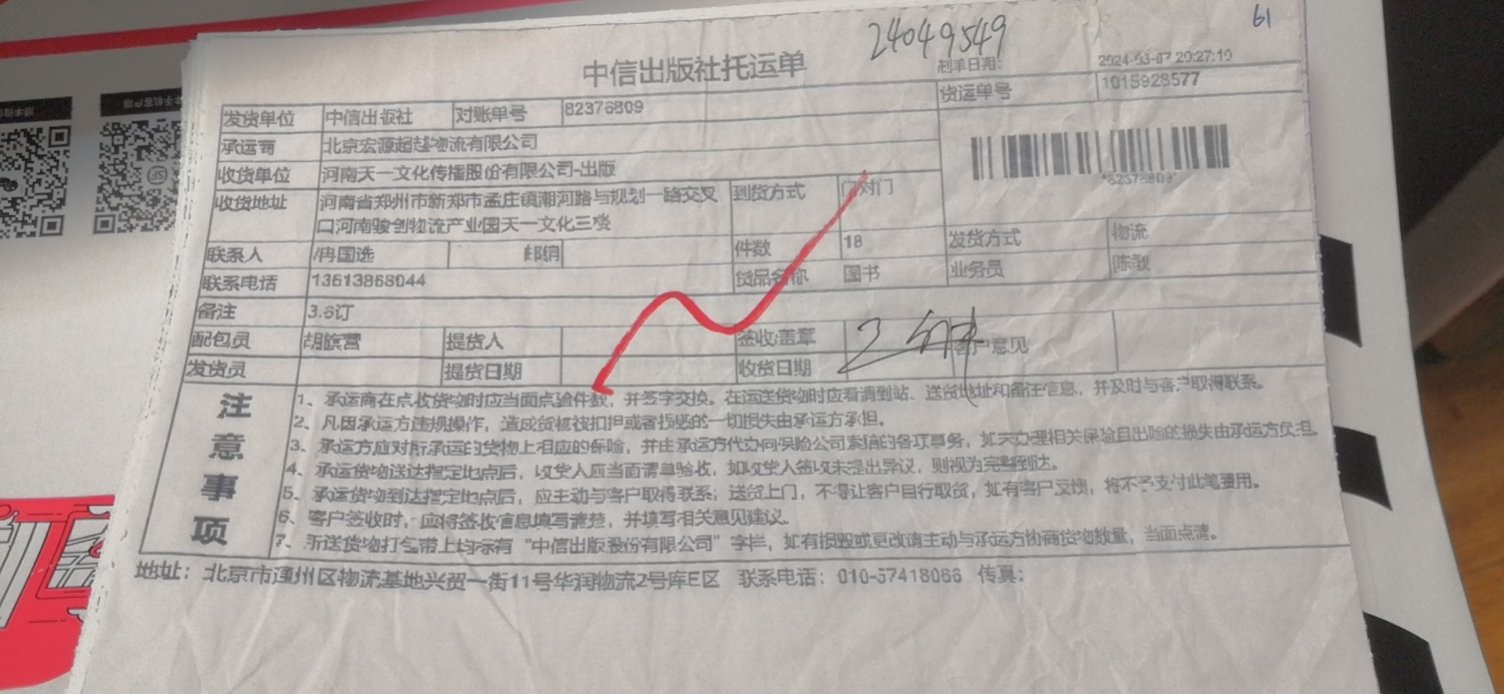 61
24049549
中信出版社托运单
制单日期： 2024-03-07 20:27:10
发货单位 中信出版社 对账单号 82376809 货运单号 1015928577
承运商 北京宏源超越物流有限公司
收货单位 河南天一文化传播股份有限公司-出版
*82376809*
收货地址 河南省郑州市新郑市孟庄镇潮河路与规划一路交叉 到货方式 门对门
口河南骏创物流产业园天一文化三楼
联系人 冉国选 邮编 件数 18 发货方式 物流
联系电话 13613868044 货品名称 图书 业务员
备注 3.6订
配包员 胡旗营 提货人 签收/盖章 客户意见
发货员 提货日期 收货日期
注意事项
1、承运商在点收货物时应当面点验件数，并签字交换。在运送货物时应看清到站、送货地址和备注信息，并及时与客户取得联系。
2、凡因承运方违规操作，造成货物被扣押或者损毁的一切损失由承运方承担。
3、承运方应对所承运的货物上相应的保险，并由承运方代办向保险公司索赔的各项事务，如未办理相关保险且出险的损失由承运方负担。
4、承运货物送达指定地点后，收货人应当面清单验收，如收货人签收未提出异议，则视为完整到达。
5、承运货物到达指定地点后，应主动与客户取得联系；送货上门，不得让客户自行取货，如有客户反馈，将不予支付此笔费用。
6、客户签收时，应将签收信息填写清楚，并填写相关意见建议。
7、所送货物打包带上均标有“中信出版股份有限公司”字样，如有损毁或更改请主动与承运方协商货物数量，当面点清。
地址：北京市通州区物流基地兴贸一街11号华润物流2号库E区 联系电话：010-57418066 传真：